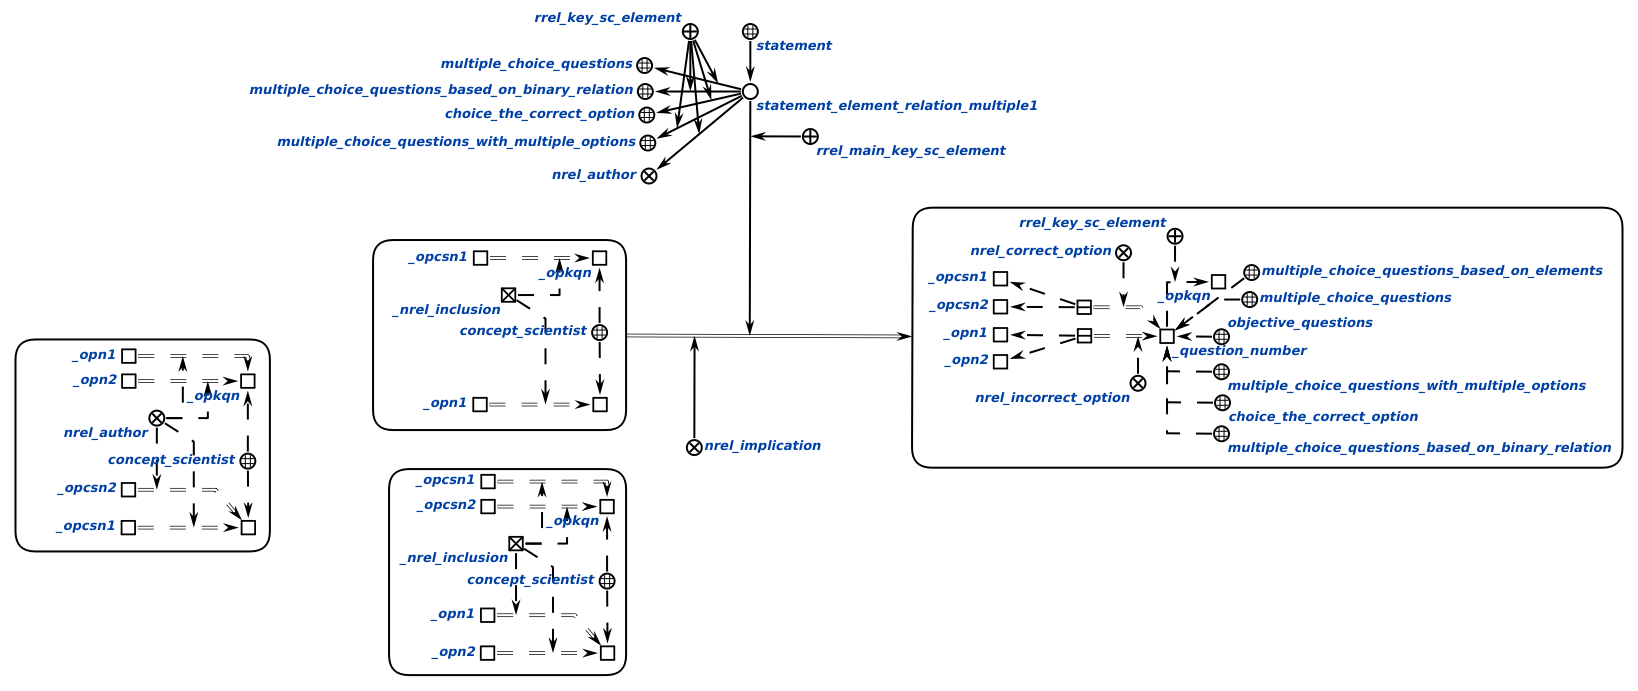 rrel_key_sc_element
statement
multiple_choice_questions
multiple_choice_questions_based_on_binary_relation
statement_element_relation_multiple1
choice_the_correct_option
multiple_choice_questions_with_multiple_options
rrel_main_key_sc_element
nrel_author
_opn1
_opn2
_opkqn
nrel_author
concept_scientist
_opcsn2
_opcsn1
_opcsn1
_opkqn
_nrel_inclusion
concept_scientist
_opn1
nrel_implication
_opcsn1
_opcsn2
_opkqn
_nrel_inclusion
concept_scientist
_opn1
_opn2
rrel_key_sc_element
nrel_correct_option
_opcsn1
multiple_choice_questions_based_on_elements
_opkqn
multiple_choice_questions
_opcsn2
objective_questions
_opn1
_question_number
_opn2
multiple_choice_questions_with_multiple_options
nrel_incorrect_option
choice_the_correct_option
multiple_choice_questions_based_on_binary_relation